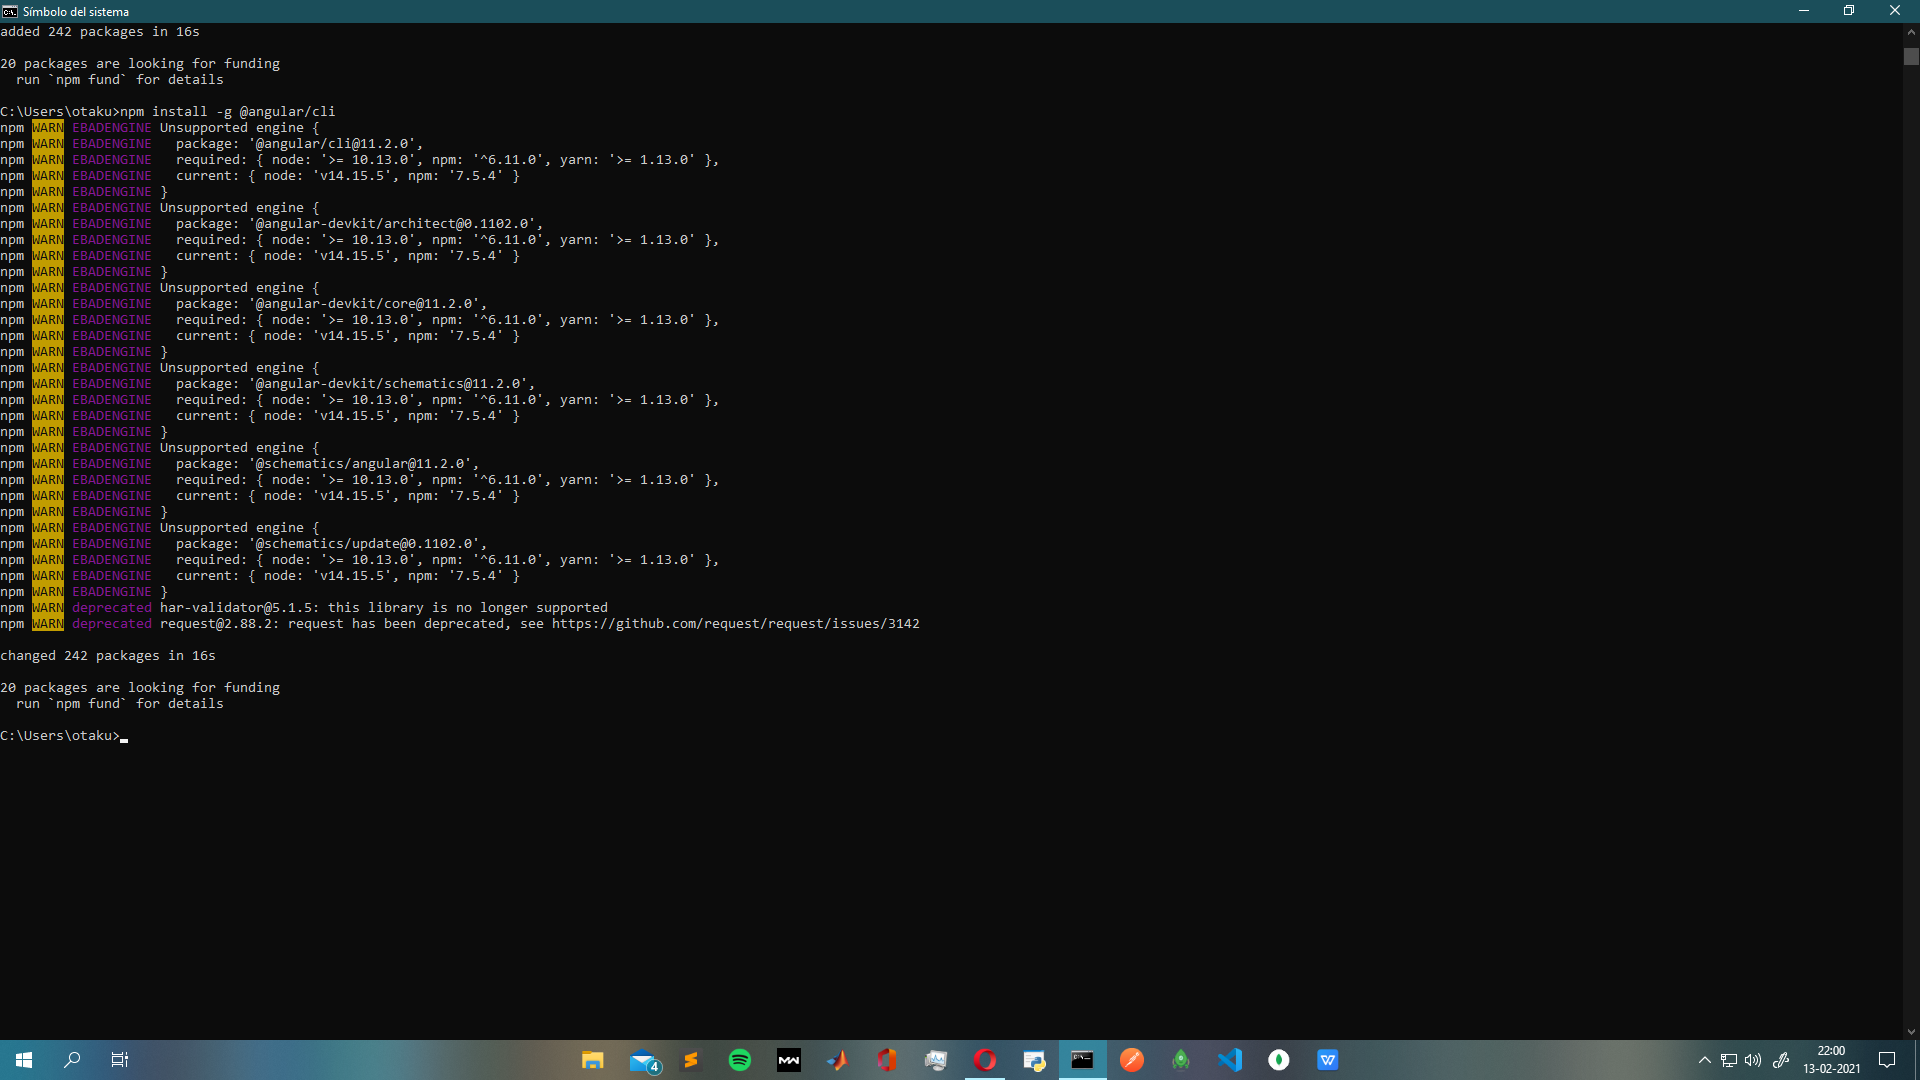 Símbolo del sistema
added 242 packages in 16s
20 packages are looking for funding
  run `npm fund` for details
C:\Users\otaku>npm install -g @angular/cli
npm WARN EBADENGINE Unsupported engine {
npm WARN EBADENGINE   package: '@angular/cli@11.2.0',
npm WARN EBADENGINE   required: { node: '>= 10.13.0', npm: '^6.11.0', yarn: '>= 1.13.0' },
npm WARN EBADENGINE   current: { node: 'v14.15.5', npm: '7.5.4' }
npm WARN EBADENGINE }
npm WARN EBADENGINE Unsupported engine {
npm WARN EBADENGINE   package: '@angular-devkit/architect@0.1102.0',
npm WARN EBADENGINE   required: { node: '>= 10.13.0', npm: '^6.11.0', yarn: '>= 1.13.0' },
npm WARN EBADENGINE   current: { node: 'v14.15.5', npm: '7.5.4' }
npm WARN EBADENGINE }
npm WARN EBADENGINE Unsupported engine {
npm WARN EBADENGINE   package: '@angular-devkit/core@11.2.0',
npm WARN EBADENGINE   required: { node: '>= 10.13.0', npm: '^6.11.0', yarn: '>= 1.13.0' },
npm WARN EBADENGINE   current: { node: 'v14.15.5', npm: '7.5.4' }
npm WARN EBADENGINE }
npm WARN EBADENGINE Unsupported engine {
npm WARN EBADENGINE   package: '@angular-devkit/schematics@11.2.0',
npm WARN EBADENGINE   required: { node: '>= 10.13.0', npm: '^6.11.0', yarn: '>= 1.13.0' },
npm WARN EBADENGINE   current: { node: 'v14.15.5', npm: '7.5.4' }
npm WARN EBADENGINE }
npm WARN EBADENGINE Unsupported engine {
npm WARN EBADENGINE   package: '@schematics/angular@11.2.0',
npm WARN EBADENGINE   required: { node: '>= 10.13.0', npm: '^6.11.0', yarn: '>= 1.13.0' },
npm WARN EBADENGINE   current: { node: 'v14.15.5', npm: '7.5.4' }
npm WARN EBADENGINE }
npm WARN EBADENGINE Unsupported engine {
npm WARN EBADENGINE   package: '@schematics/update@0.1102.0',
npm WARN EBADENGINE   required: { node: '>= 10.13.0', npm: '^6.11.0', yarn: '>= 1.13.0' },
npm WARN EBADENGINE   current: { node: 'v14.15.5', npm: '7.5.4' }
npm WARN EBADENGINE }
npm WARN deprecated har-validator@5.1.5: this library is no longer supported
npm WARN deprecated request@2.88.2: request has been deprecated, see https://github.com/request/request/issues/3142
changed 242 packages in 16s
20 packages are looking for funding
  run `npm fund` for details
C:\Users\otaku>
4
MW
W
22:00
13-02-2021